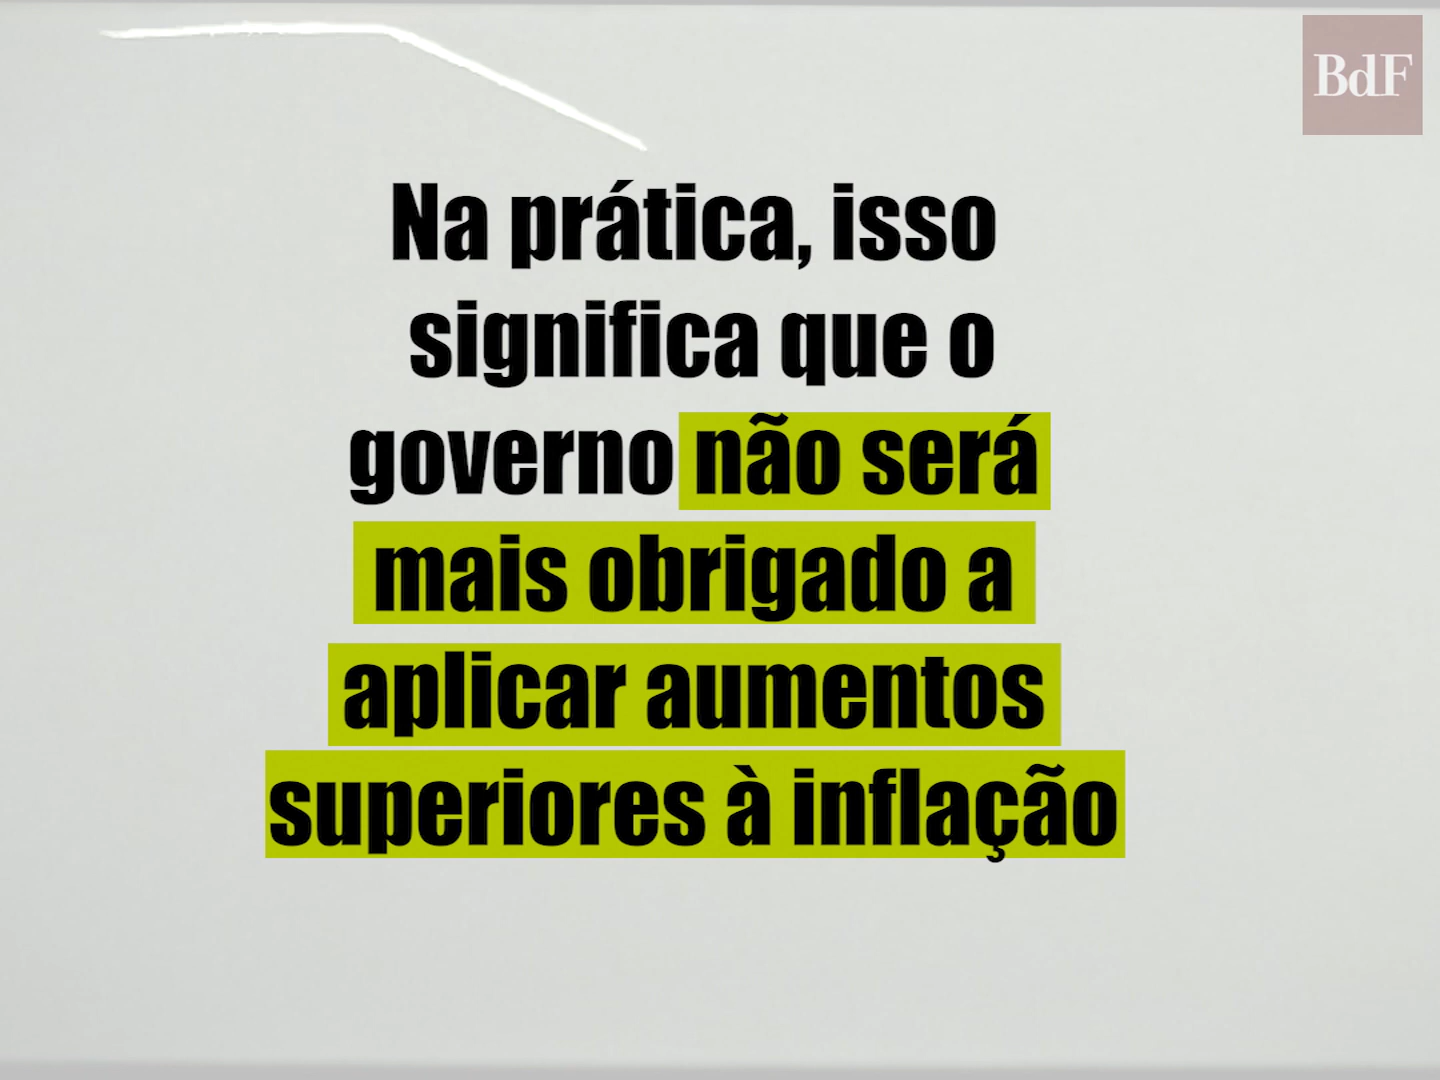 BdF
Na prática, isso
significa que o
governo não será
mais obrigado a
aplicar aumentos
superiores à inflação